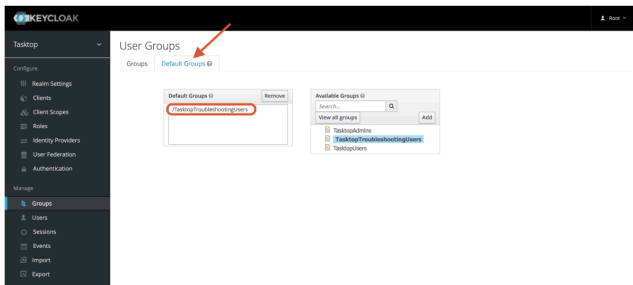 KEYCLOAK
Root
Tasktop
User Groups
Groups
Default Groups
Configure
Realm Settings
Clients
Client Scopes
Roles
Identity Providers
User Federation
Authentication
Manage
Groups
Users
Sessions
Events
Import
Export
Default Groups
Remove
/TasktopTroubleshootingUsers
Available Groups
Search...
View all groups
Add
TasktopAdmins
TasktopTroubleshootingUsers
TasktopUsers